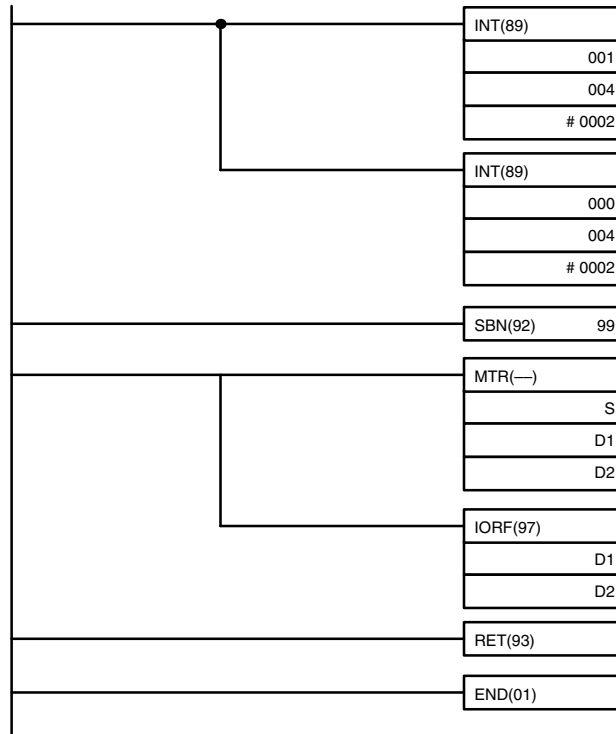 INT(89)
001
004
# 0002
INT(89)
000
004
# 0002
SBN(92) 99
MTR(––)
S
D1
D2
IORF(97)
D1
D2
RET(93)
END(01)